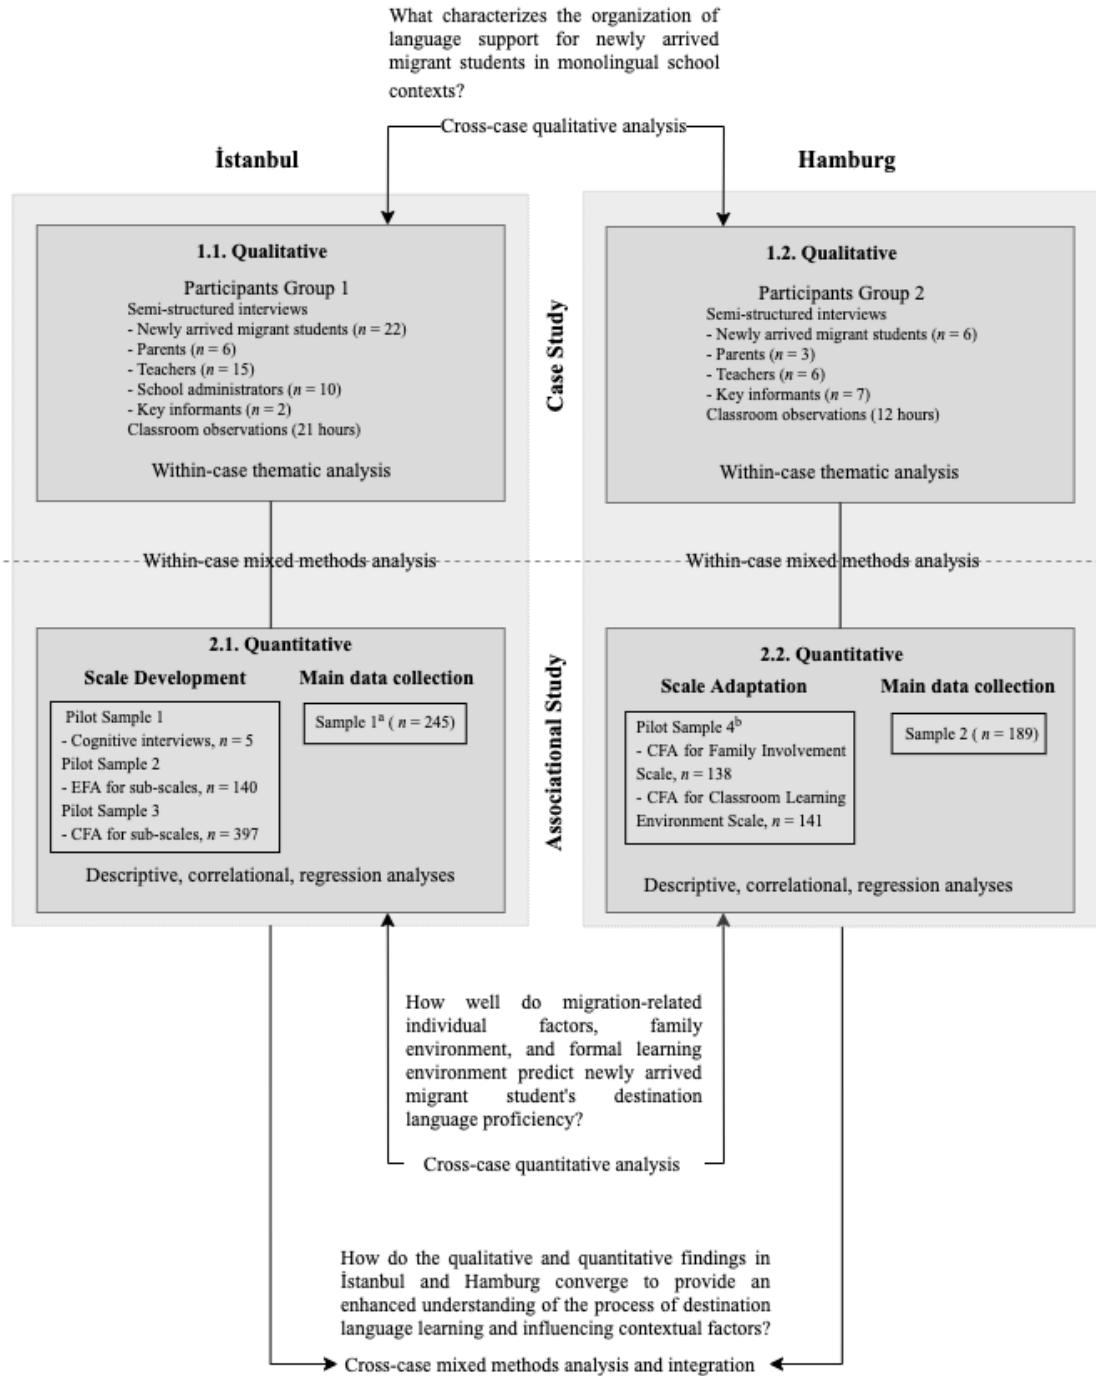 What characterizes the organization of
language support for newly arrived
migrant students in monolingual school
contexts?
Cross-case qualitative analysis
İstanbul
Hamburg
1.1. Qualitative
Participants Group 1
Semi-structured interviews
- Newly arrived migrant students (n = 22)
- Parents (n = 6)
- Teachers (n = 15)
- School administrators (n = 10)
- Key informants (n = 2)
Classroom observations (21 hours)
Within-case thematic analysis
Case Study
1.2. Qualitative
Participants Group 2
Semi-structured interviews
- Newly arrived migrant students (n = 6)
- Parents (n = 3)
- Teachers (n = 6)
- Key informants (n = 7)
Classroom observations (12 hours)
Within-case thematic analysis
Within-case mixed methods analysis
Within-case mixed methods analysis
2.1. Quantitative
Scale Development
Pilot Sample 1
- Cognitive interviews, n = 5
Pilot Sample 2
- EFA for sub-scales, n = 140
Pilot Sample 3
- CFA for sub-scales, n = 397
Main data collection
Sample 1ᵃ ( n = 245)
Descriptive, correlational, regression analyses
Associational Study
2.2. Quantitative
Scale Adaptation
Pilot Sample 4ᵇ
- CFA for Family Involvement
Scale, n = 138
- CFA for Classroom Learning
Environment Scale, n = 141
Main data collection
Sample 2 ( n = 189)
Descriptive, correlational, regression analyses
How well do migration-related
individual factors, family
environment, and formal learning
environment predict newly arrived
migrant student's destination
language proficiency?
Cross-case quantitative analysis
How do the qualitative and quantitative findings in
İstanbul and Hamburg converge to provide an
enhanced understanding of the process of destination
language learning and influencing contextual factors?
Cross-case mixed methods analysis and integration